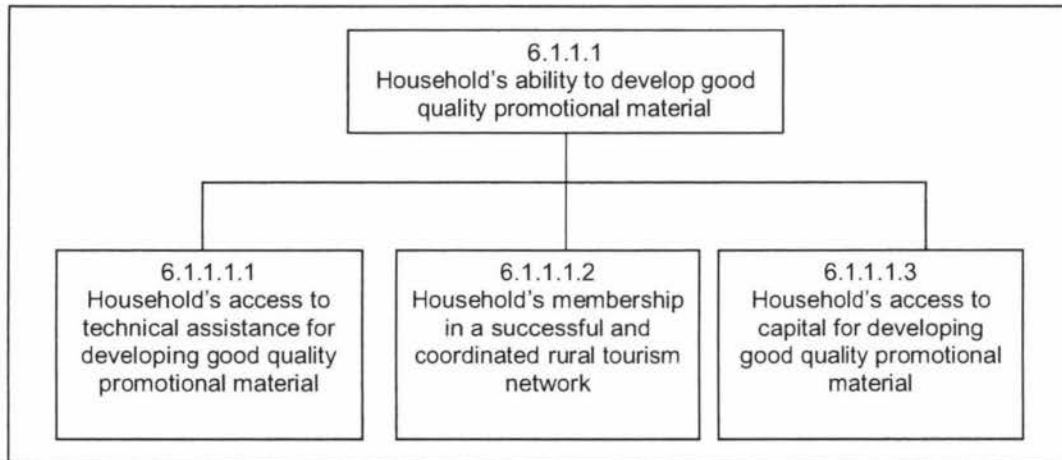 6.1.1.1
Household's ability to develop good
quality promotional material
6.1.1.1.1
Household's access to
technical assistance for
developing good quality
promotional material
6.1.1.1.2
Household's membership
in a successful and
coordinated rural tourism
network
6.1.1.1.3
Household's access to
capital for developing
good quality promotional
material